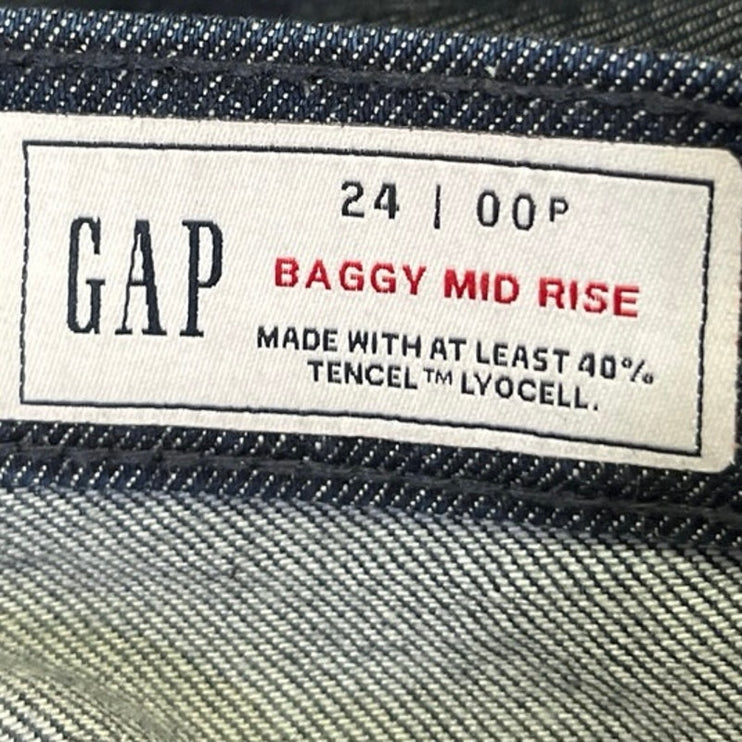 24 | 00P
GAP
BAGGY MID RISE
MADE WITH AT LEAST 40%
TENCEL™ LYOCELL.